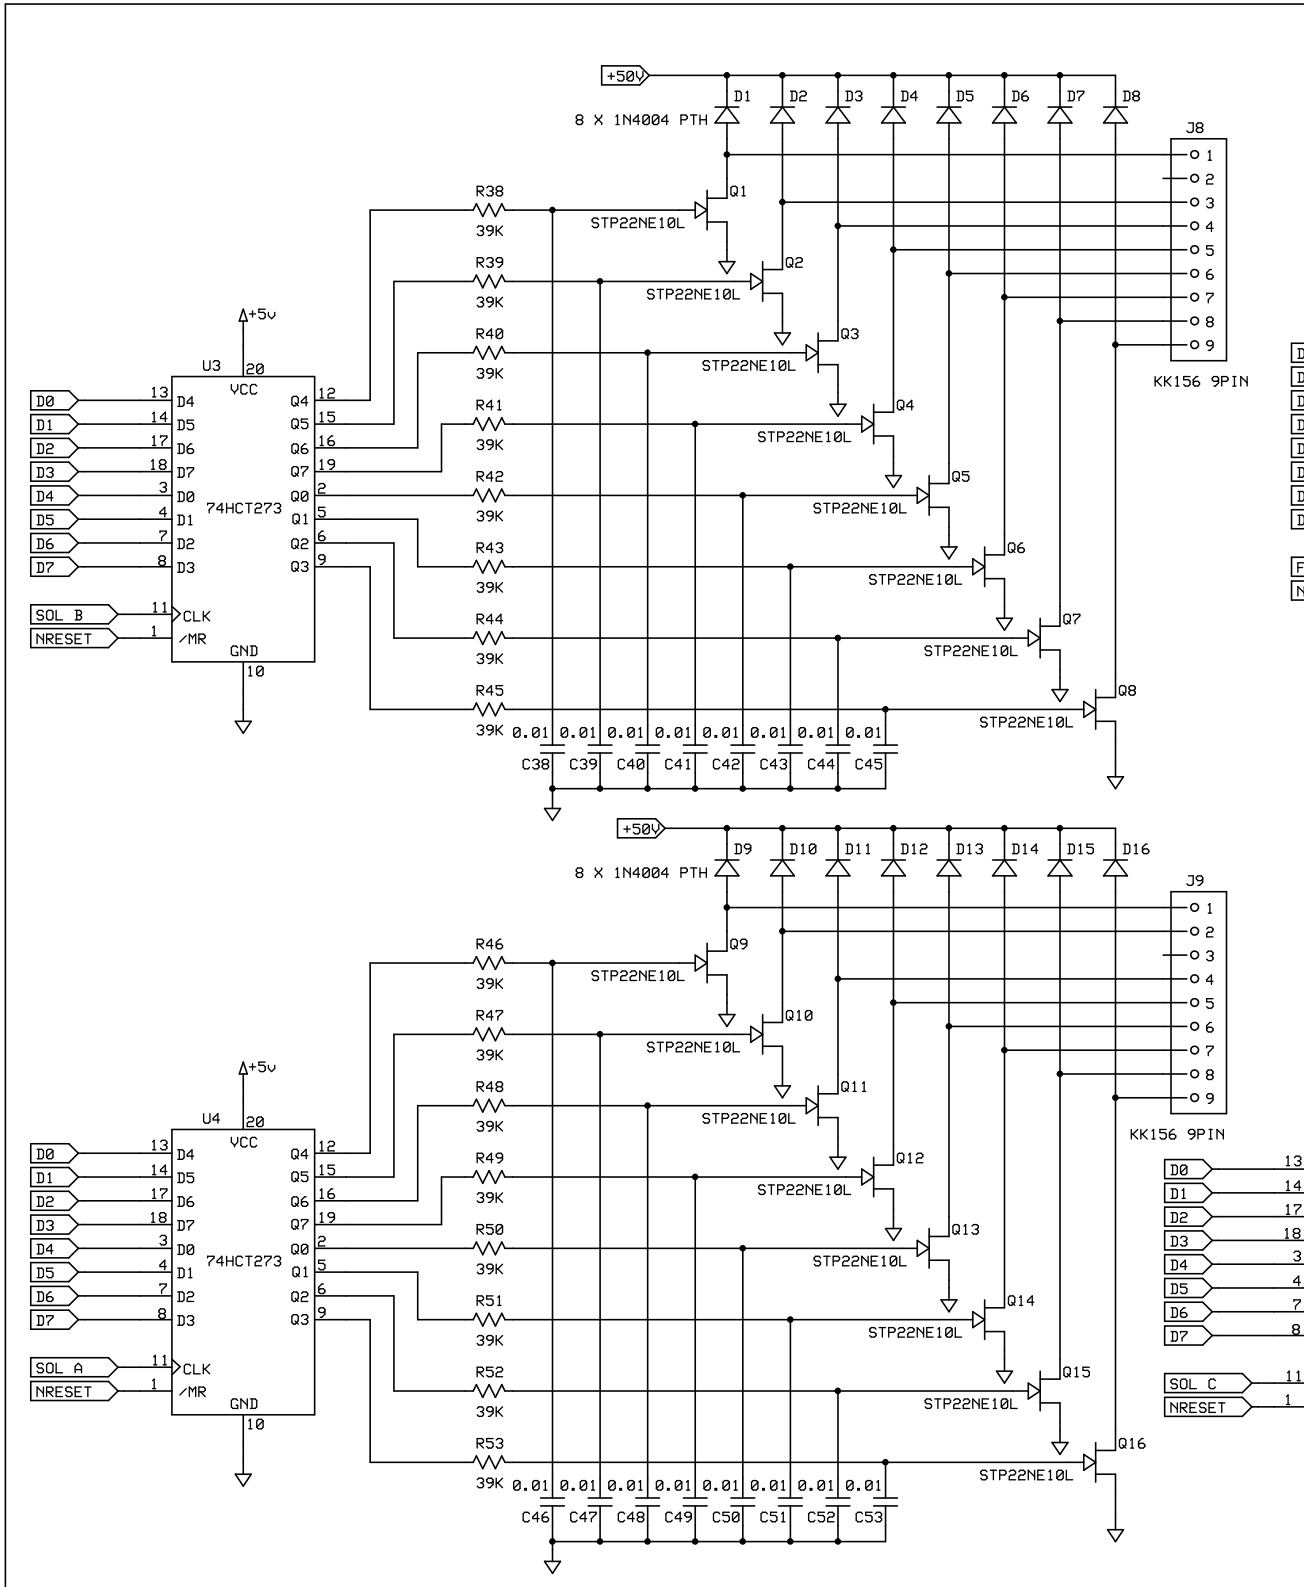 +50V
D1 D2 D3 D4 D5 D6 D7 D8
8 X 1N4004 PTH
J8
1
2
3
4
5
6
7
8
9
KK156 9PIN
R38
39K
STP22NE10L
Q1
R39
39K
STP22NE10L
Q2
R40
39K
STP22NE10L
Q3
R41
39K
STP22NE10L
Q4
R42
39K
STP22NE10L
Q5
R43
39K
STP22NE10L
Q6
R44
39K
STP22NE10L
Q7
R45
39K
STP22NE10L
Q8
+5v
U3
20
VCC
D0 13 D4 Q4 12
D1 14 D5 Q5 15
D2 17 D6 Q6 16
D3 18 D7 Q7 19
D4 3 D0 Q0 2
74HCT273
D5 4 D1 Q1 5
D6 7 D2 Q2 6
D7 8 D3 Q3 9
SOL B 11 CLK
NRESET 1 /MR
GND
10
0.01 0.01 0.01 0.01 0.01 0.01 0.01 0.01
C38 C39 C40 C41 C42 C43 C44 C45
D
D
D
D
D
D
D
D
F
N
+50V
D9 D10 D11 D12 D13 D14 D15 D16
8 X 1N4004 PTH
J9
1
2
3
4
5
6
7
8
9
KK156 9PIN
R46
39K
STP22NE10L
Q9
R47
39K
STP22NE10L
Q10
R48
39K
STP22NE10L
Q11
R49
39K
STP22NE10L
Q12
R50
39K
STP22NE10L
Q13
R51
39K
STP22NE10L
Q14
R52
39K
STP22NE10L
Q15
R53
39K
STP22NE10L
Q16
+5v
U4
20
VCC
D0 13 D4 Q4 12
D1 14 D5 Q5 15
D2 17 D6 Q6 16
D3 18 D7 Q7 19
D4 3 D0 Q0 2
74HCT273
D5 4 D1 Q1 5
D6 7 D2 Q2 6
D7 8 D3 Q3 9
SOL A 11 CLK
NRESET 1 /MR
GND
10
0.01 0.01 0.01 0.01 0.01 0.01 0.01 0.01
C46 C47 C48 C49 C50 C51 C52 C53
D0 13
D1 14
D2 17
D3 18
D4 3
D5 4
D6 7
D7 8
SOL C 11
NRESET 1